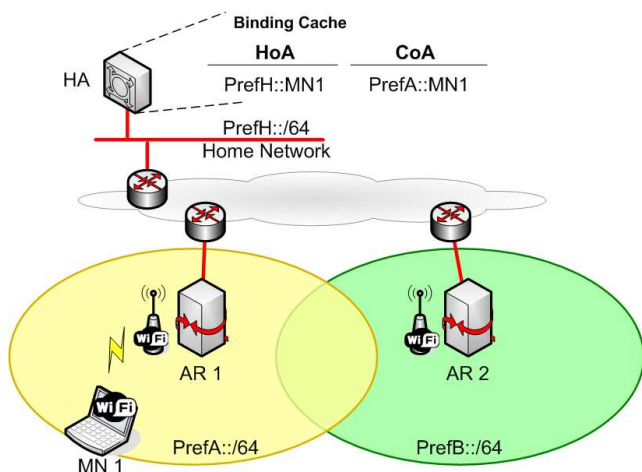 Binding Cache
HoA CoA
HA
PrefH::MN1 PrefA::MN1
PrefH::/64
Home Network
WiFi
WiFi
AR 1
AR 2
WiFi
PrefA::/64
PrefB::/64
MN 1